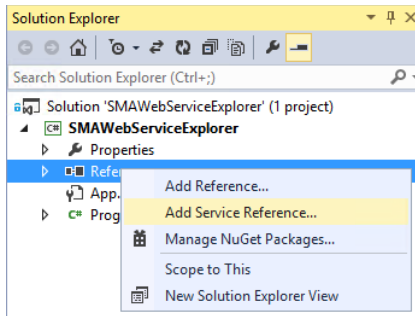 Solution Explorer
Search Solution Explorer (Ctrl+;)
Solution 'SMAWebServiceExplorer' (1 project)
C# SMAWebServiceExplorer
Properties
Refe
Add Reference...
App.
Add Service Reference...
C# Prog
Manage NuGet Packages...
Scope to This
New Solution Explorer View